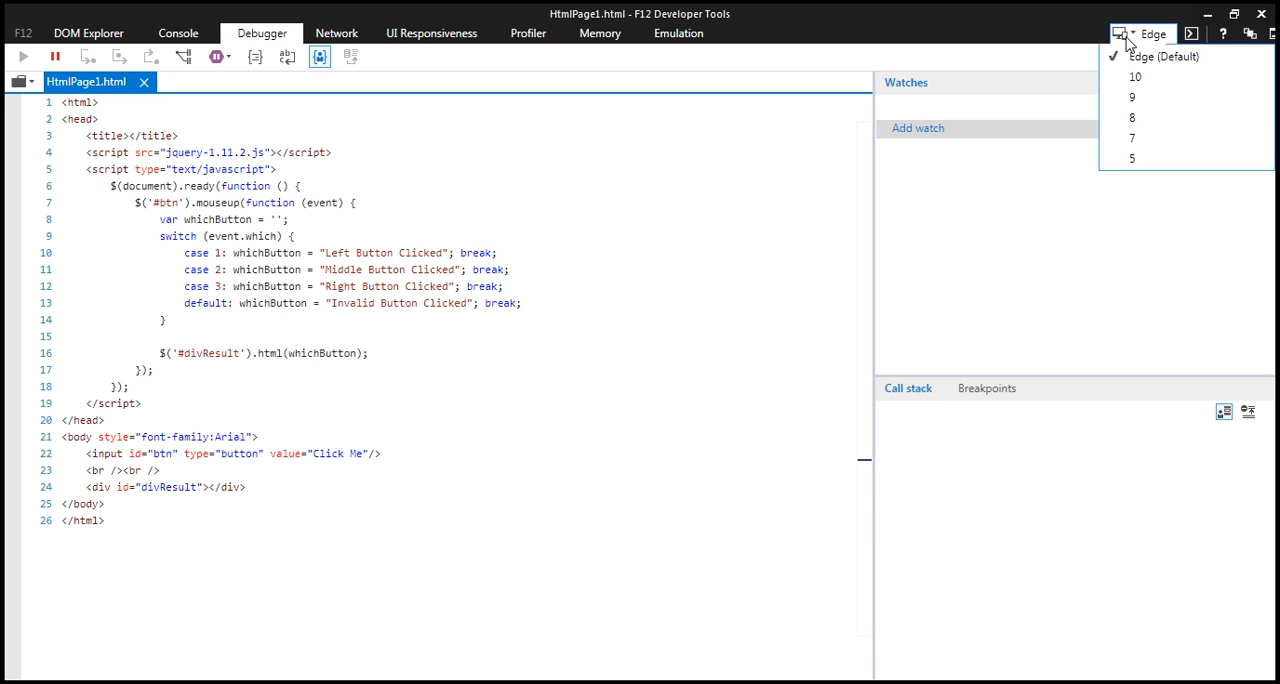 HtmlPage1.html - F12 Developer Tools
F12 DOM Explorer Console Debugger Network UI Responsiveness Profiler Memory Emulation Edge ?
HtmlPage1.html
Watches
Add watch
Edge (Default)
10
9
8
7
5
1 <html>
2 <head>
3 <title></title>
4 <script src="jquery-1.11.2.js"></script>
5 <script type="text/javascript">
6 $(document).ready(function () {
7 $('#btn').mouseup(function (event) {
8 var whichButton = '';
9 switch (event.which) {
10 case 1: whichButton = "Left Button Clicked"; break;
11 case 2: whichButton = "Middle Button Clicked"; break;
12 case 3: whichButton = "Right Button Clicked"; break;
13 default: whichButton = "Invalid Button Clicked"; break;
14 }
15
16 $('#divResult').html(whichButton);
17 });
18 });
19 </script>
20 </head>
21 <body style="font-family:Arial">
22 <input id="btn" type="button" value="Click Me"/>
23 <br /><br />
24 <div id="divResult"></div>
25 </body>
26 </html>
Call stack Breakpoints